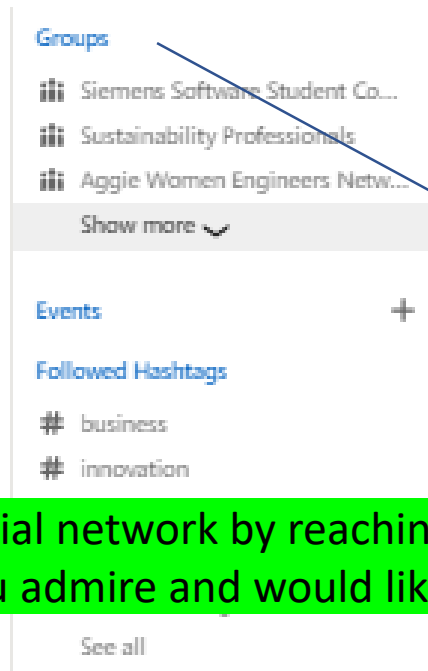 Groups
Siemens Software Student Co...
Sustainability Professionals
Aggie Women Engineers Netw...
Show more
Events +
Followed Hashtags
# business
# innovation
ial network by reachin
u admire and would lik
See all